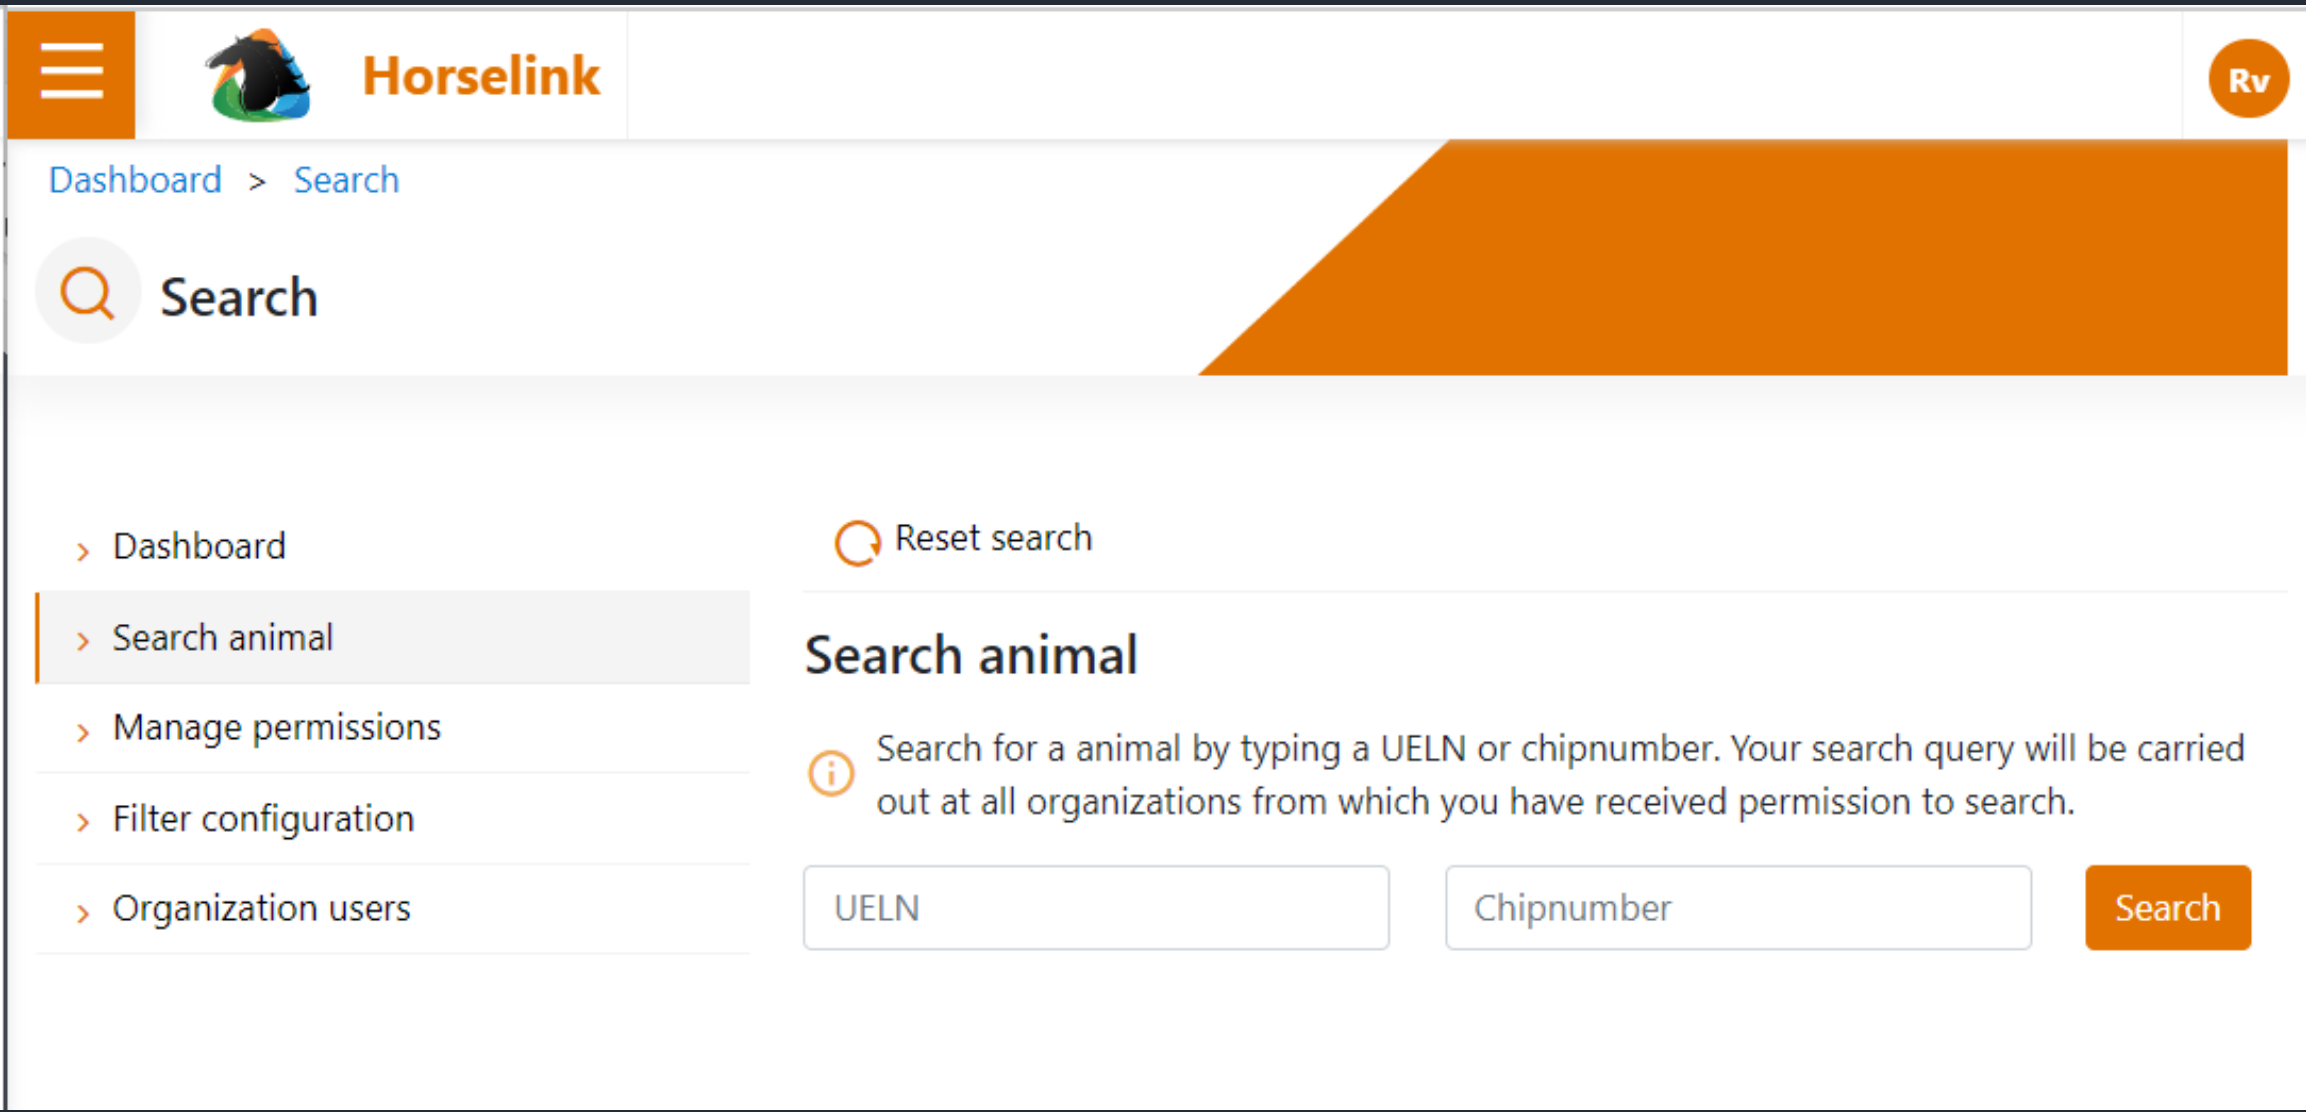 Horselink
Rv
Dashboard > Search
Search
Dashboard
Search animal
Manage permissions
Filter configuration
Organization users
Reset search
Search animal
Search for a animal by typing a UELN or chipnumber. Your search query will be carried
out at all organizations from which you have received permission to search.
UELN
Chipnumber
Search